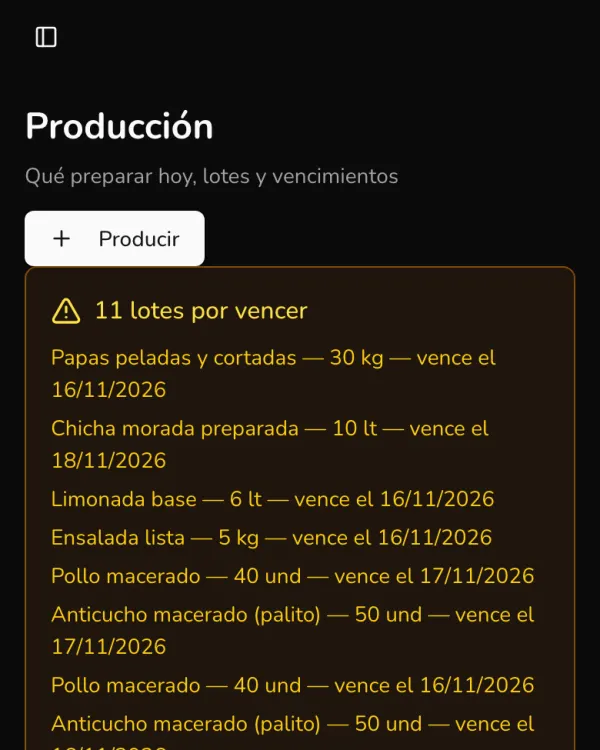 Producción
Qué preparar hoy, lotes y vencimientos
+ Producir
11 lotes por vencer
Papas peladas y cortadas — 30 kg — vence el
16/11/2026
Chicha morada preparada — 10 lt — vence el
18/11/2026
Limonada base — 6 lt — vence el 16/11/2026
Ensalada lista — 5 kg — vence el 16/11/2026
Pollo macerado — 40 und — vence el 17/11/2026
Anticucho macerado (palito) — 50 und — vence el
17/11/2026
Pollo macerado — 40 und — vence el 16/11/2026
Anticucho macerado (palito) — 50 und — vence el